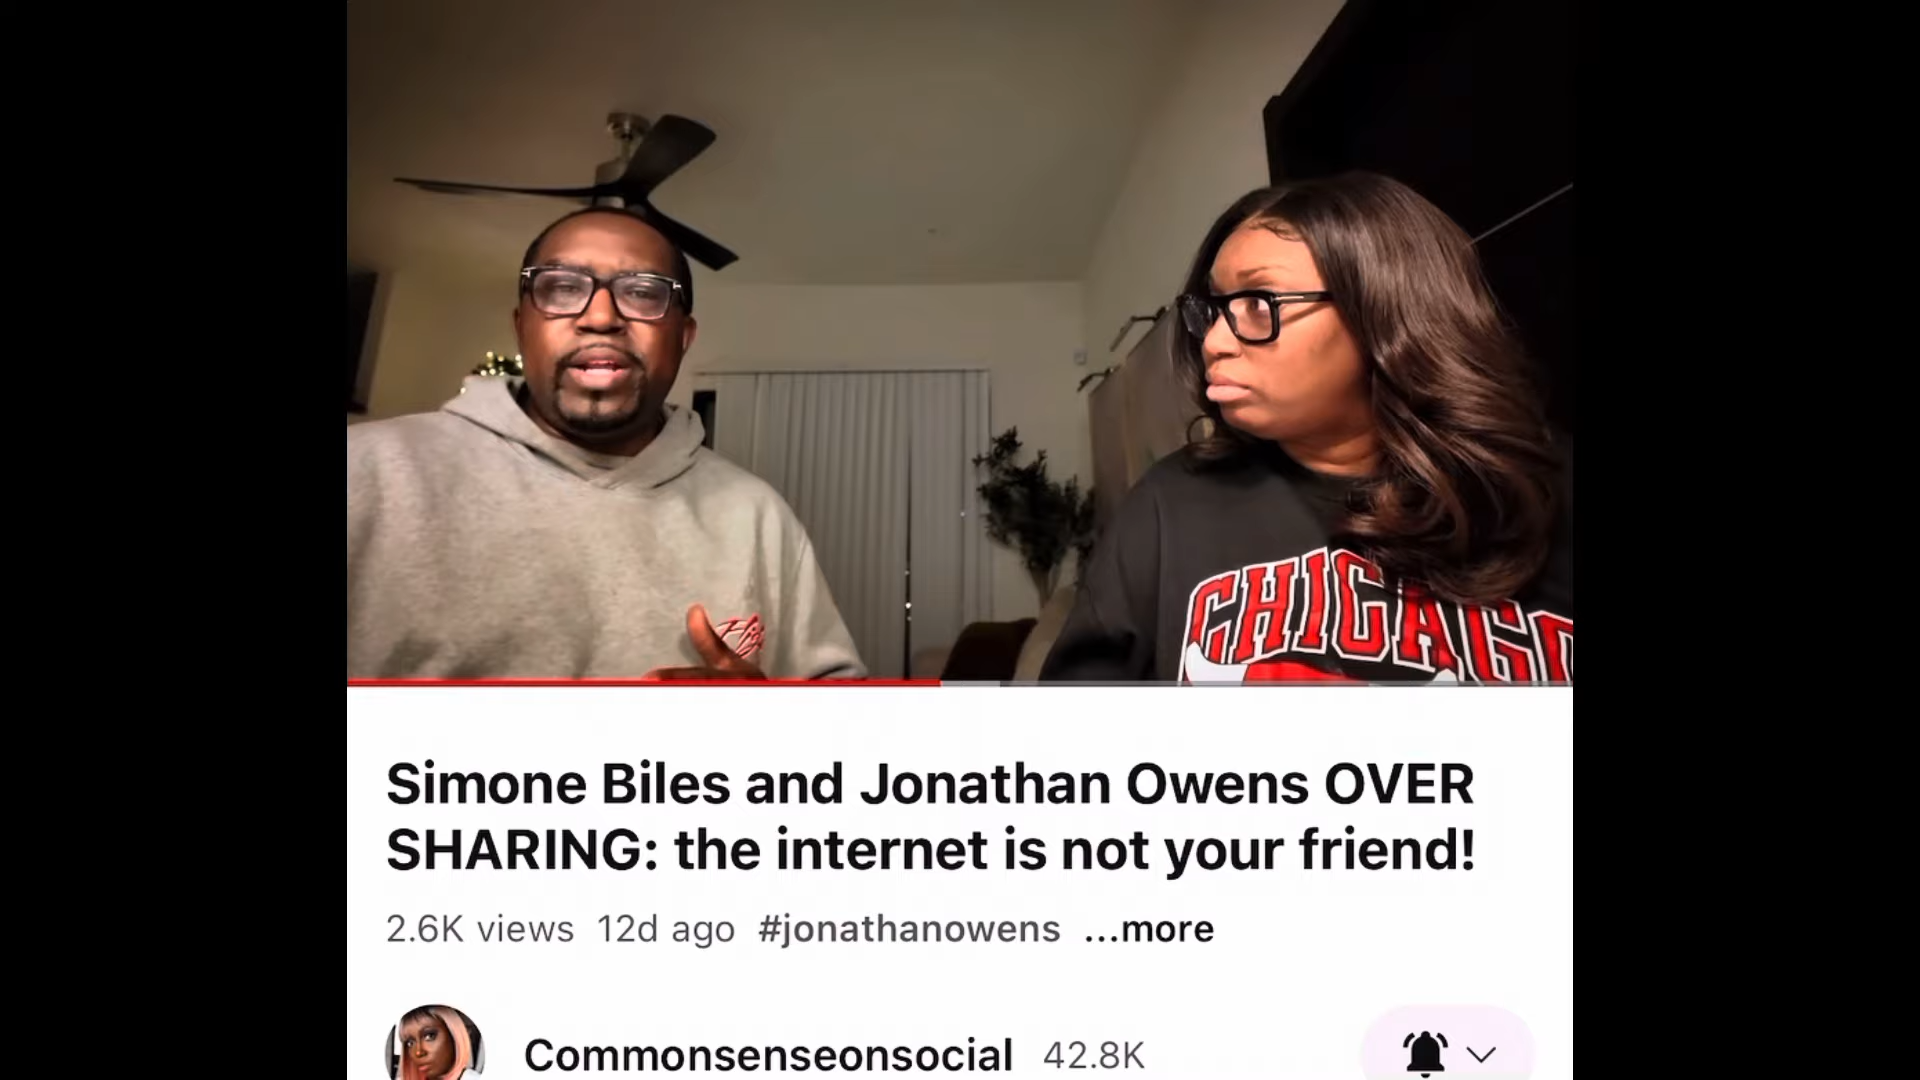 CHICAGO
Simone Biles and Jonathan Owens OVER
SHARING: the internet is not your friend!
2.6K views 12d ago #jonathanowens ...more
Commonsenseonsocial 42.8K